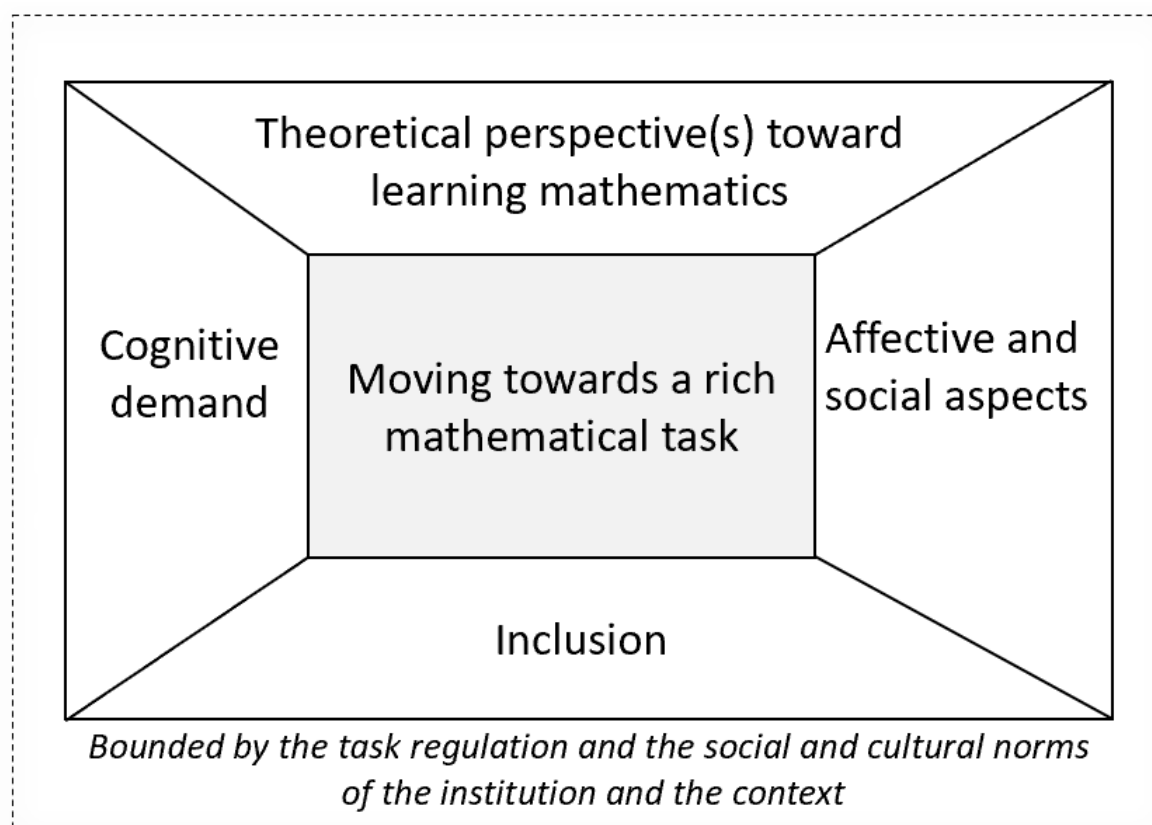 Theoretical perspective(s) toward
learning mathematics
Cognitive
demand
Moving towards a rich
mathematical task
Affective and
social aspects
Inclusion
Bounded by the task regulation and the social and cultural norms
of the institution and the context